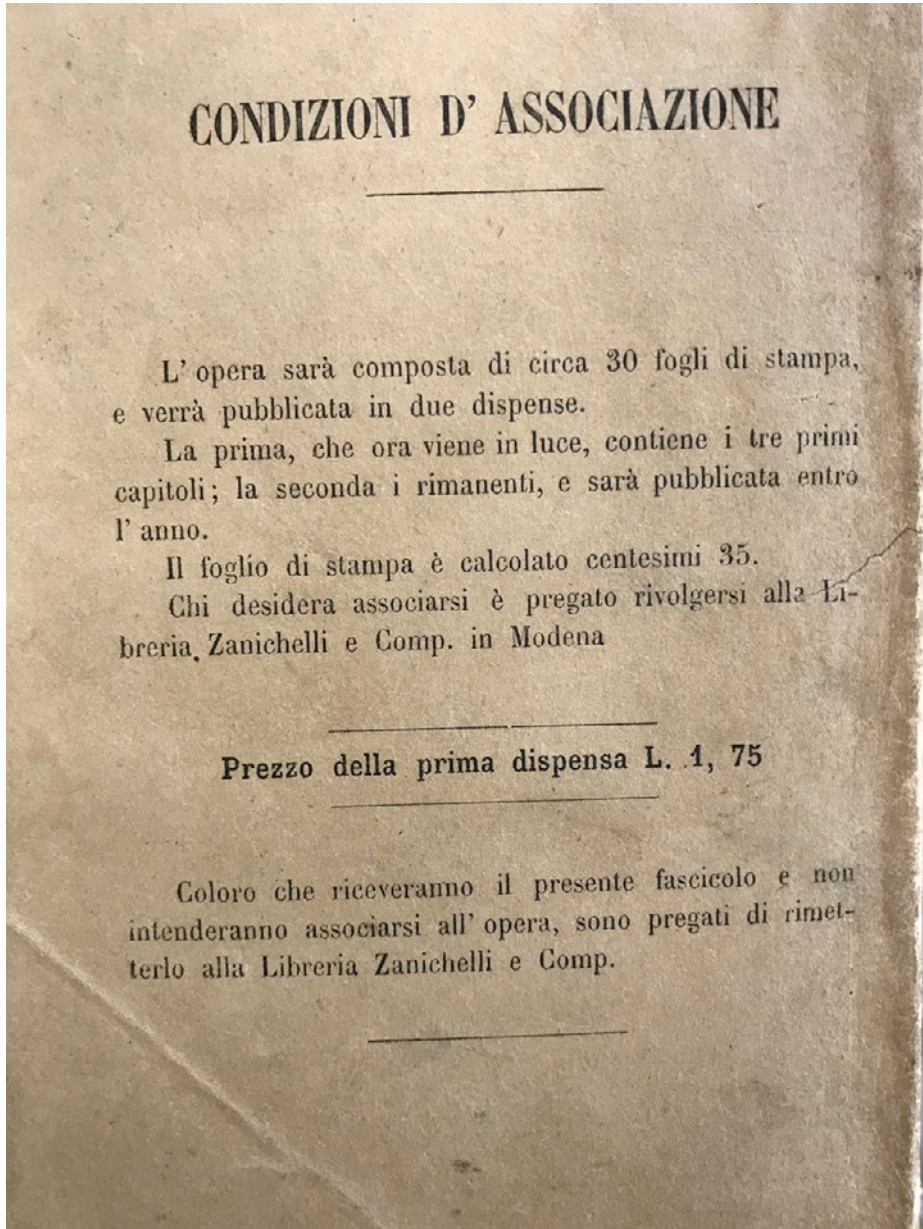 CONDIZIONI D' ASSOCIAZIONE
L' opera sarà composta di circa 30 fogli di stampa,
e verrà pubblicata in due dispense.
La prima, che ora viene in luce, contiene i tre primi
capitoli; la seconda i rimanenti, e sarà pubblicata entro
l' anno.
Il foglio di stampa è calcolato centesimi 35.
Chi desidera associarsi è pregato rivolgersi alla Li-
breria Zanichelli e Comp. in Modena
Prezzo della prima dispensa L. 1, 75
Coloro che riceveranno il presente fascicolo e non
intenderanno associarsi all' opera, sono pregati di rimet-
terlo alla Libreria Zanichelli e Comp.